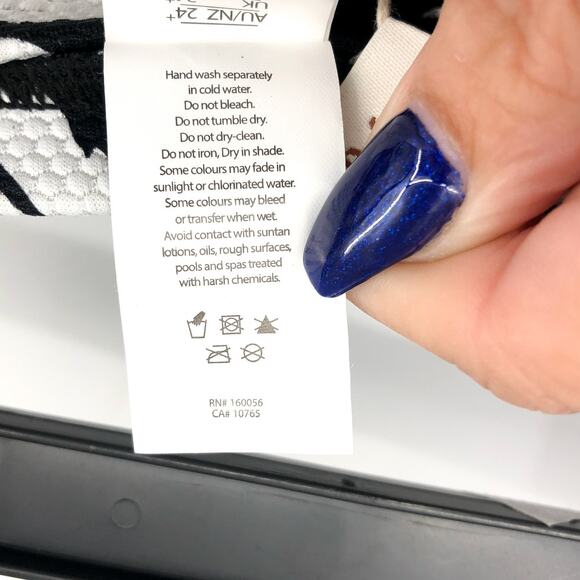 AU/NZ 24+
UK
Hand wash separately
in cold water.
Do not bleach.
Do not tumble dry.
Do not dry-clean.
Do not iron, Dry in shade.
Some colours may fade in
sunlight or chlorinated water.
Some colours may bleed
or transfer when wet.
Avoid contact with suntan
lotions, oils, rough surfaces,
pools and spas treated
with harsh chemicals.
RN# 160056
CA# 10765